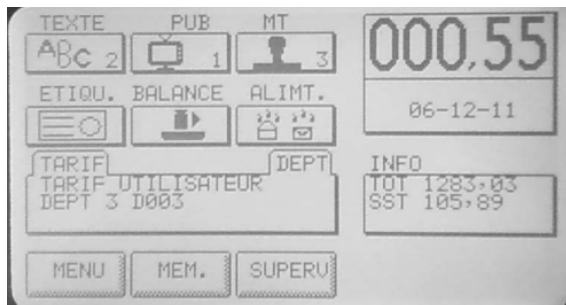 TEXTE PUB MT
ABC 2 1 3
000,55
ETIQU. BALANCE ALIMT.
06-12-11
TARIF DEPT
TARIF UTILISATEUR
DEPT 3 D003
INFO
TOT 1283,03
SST 105,89
MENU MEM. SUPERV